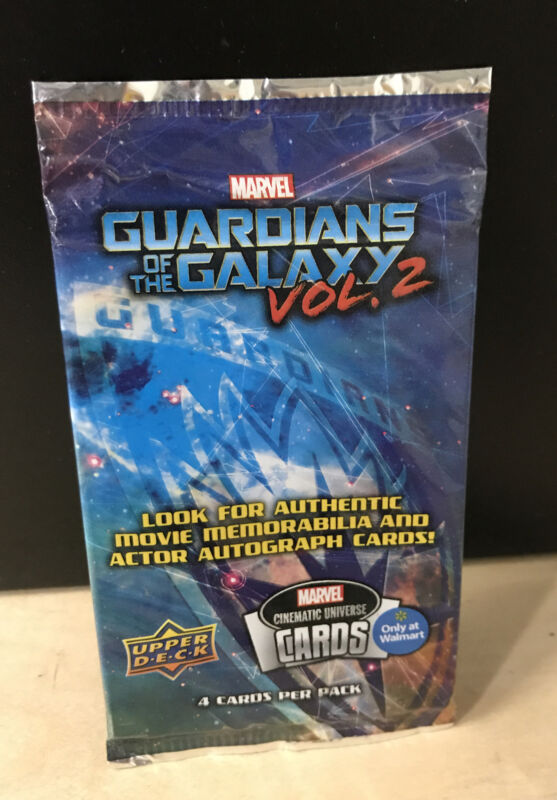 MARVEL
GUARDIANS
OF THE GALAXY
VOL. 2
GUARDIANS
LOOK FOR AUTHENTIC
MOVIE MEMORABILIA AND
ACTOR AUTOGRAPH CARDS!
MARVEL
CINEMATIC UNIVERSE
CARDS
Only at
Walmart
UPPER
D·E·C·K
4 CARDS PER PACK